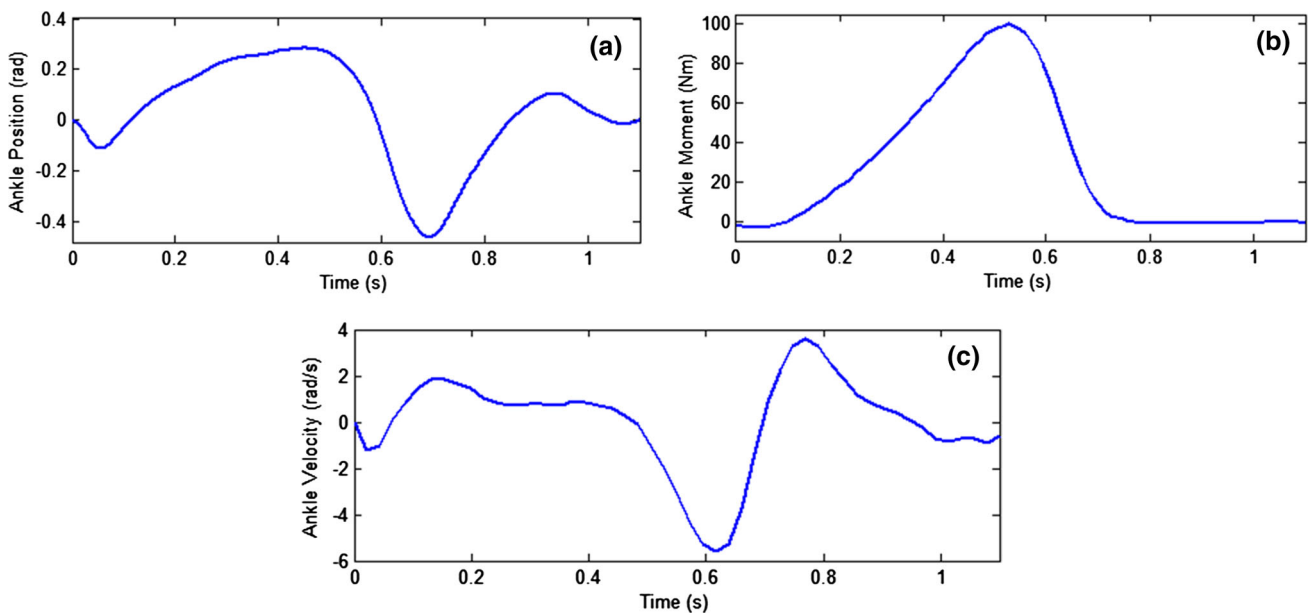 (a)
Ankle Position (rad)
0.4
0.2
0
-0.2
-0.4
0 0.2 0.4 0.6 0.8 1
Time (s)
(b)
Ankle Moment (Nm)
100
80
60
40
20
0
0 0.2 0.4 0.6 0.8 1
Time (s)
(c)
Ankle Velocity (rad/s)
4
2
0
-2
-4
-6
0 0.2 0.4 0.6 0.8 1
Time (s)